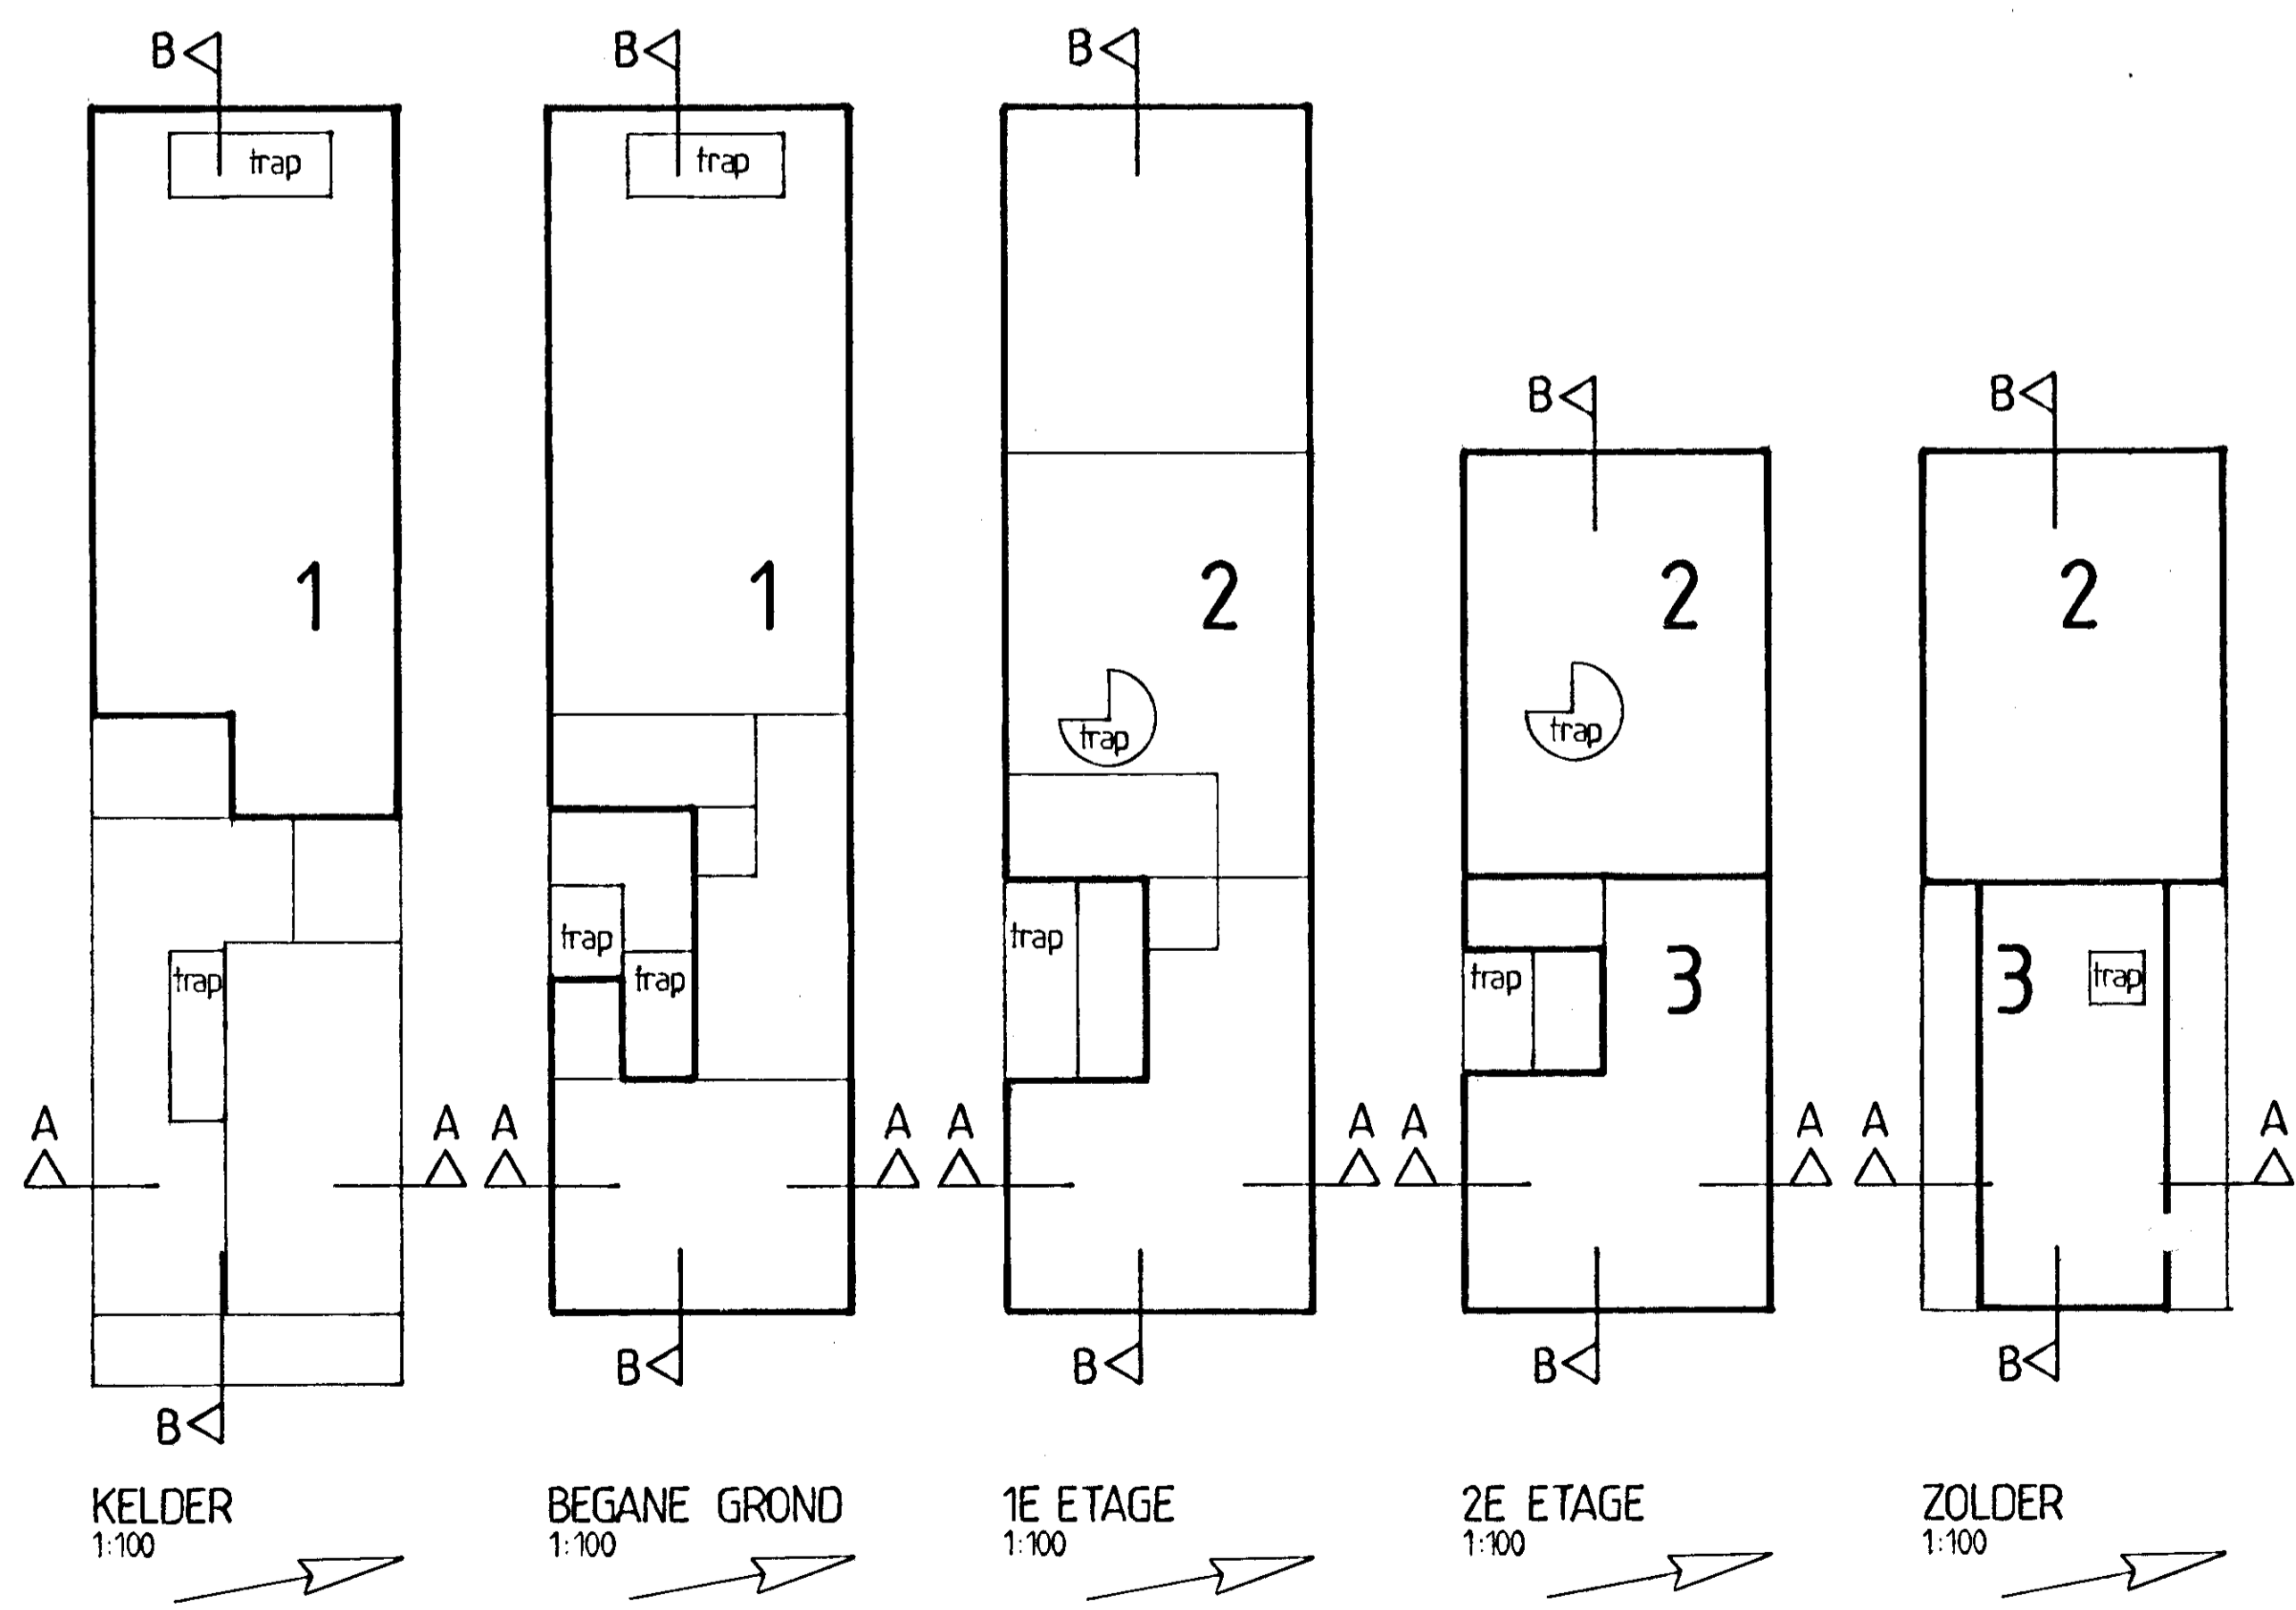 B B B
trap trap
B B
1 1 2 2 2
trap trap
trap trap trap trap trap 3 3 trap
trap
A A A A A A A A A A
B B B B
B
KELDER BEGANE GROND 1E ETAGE 2E ETAGE ZOLDER
1:100 1:100 1:100 1:100 1:100